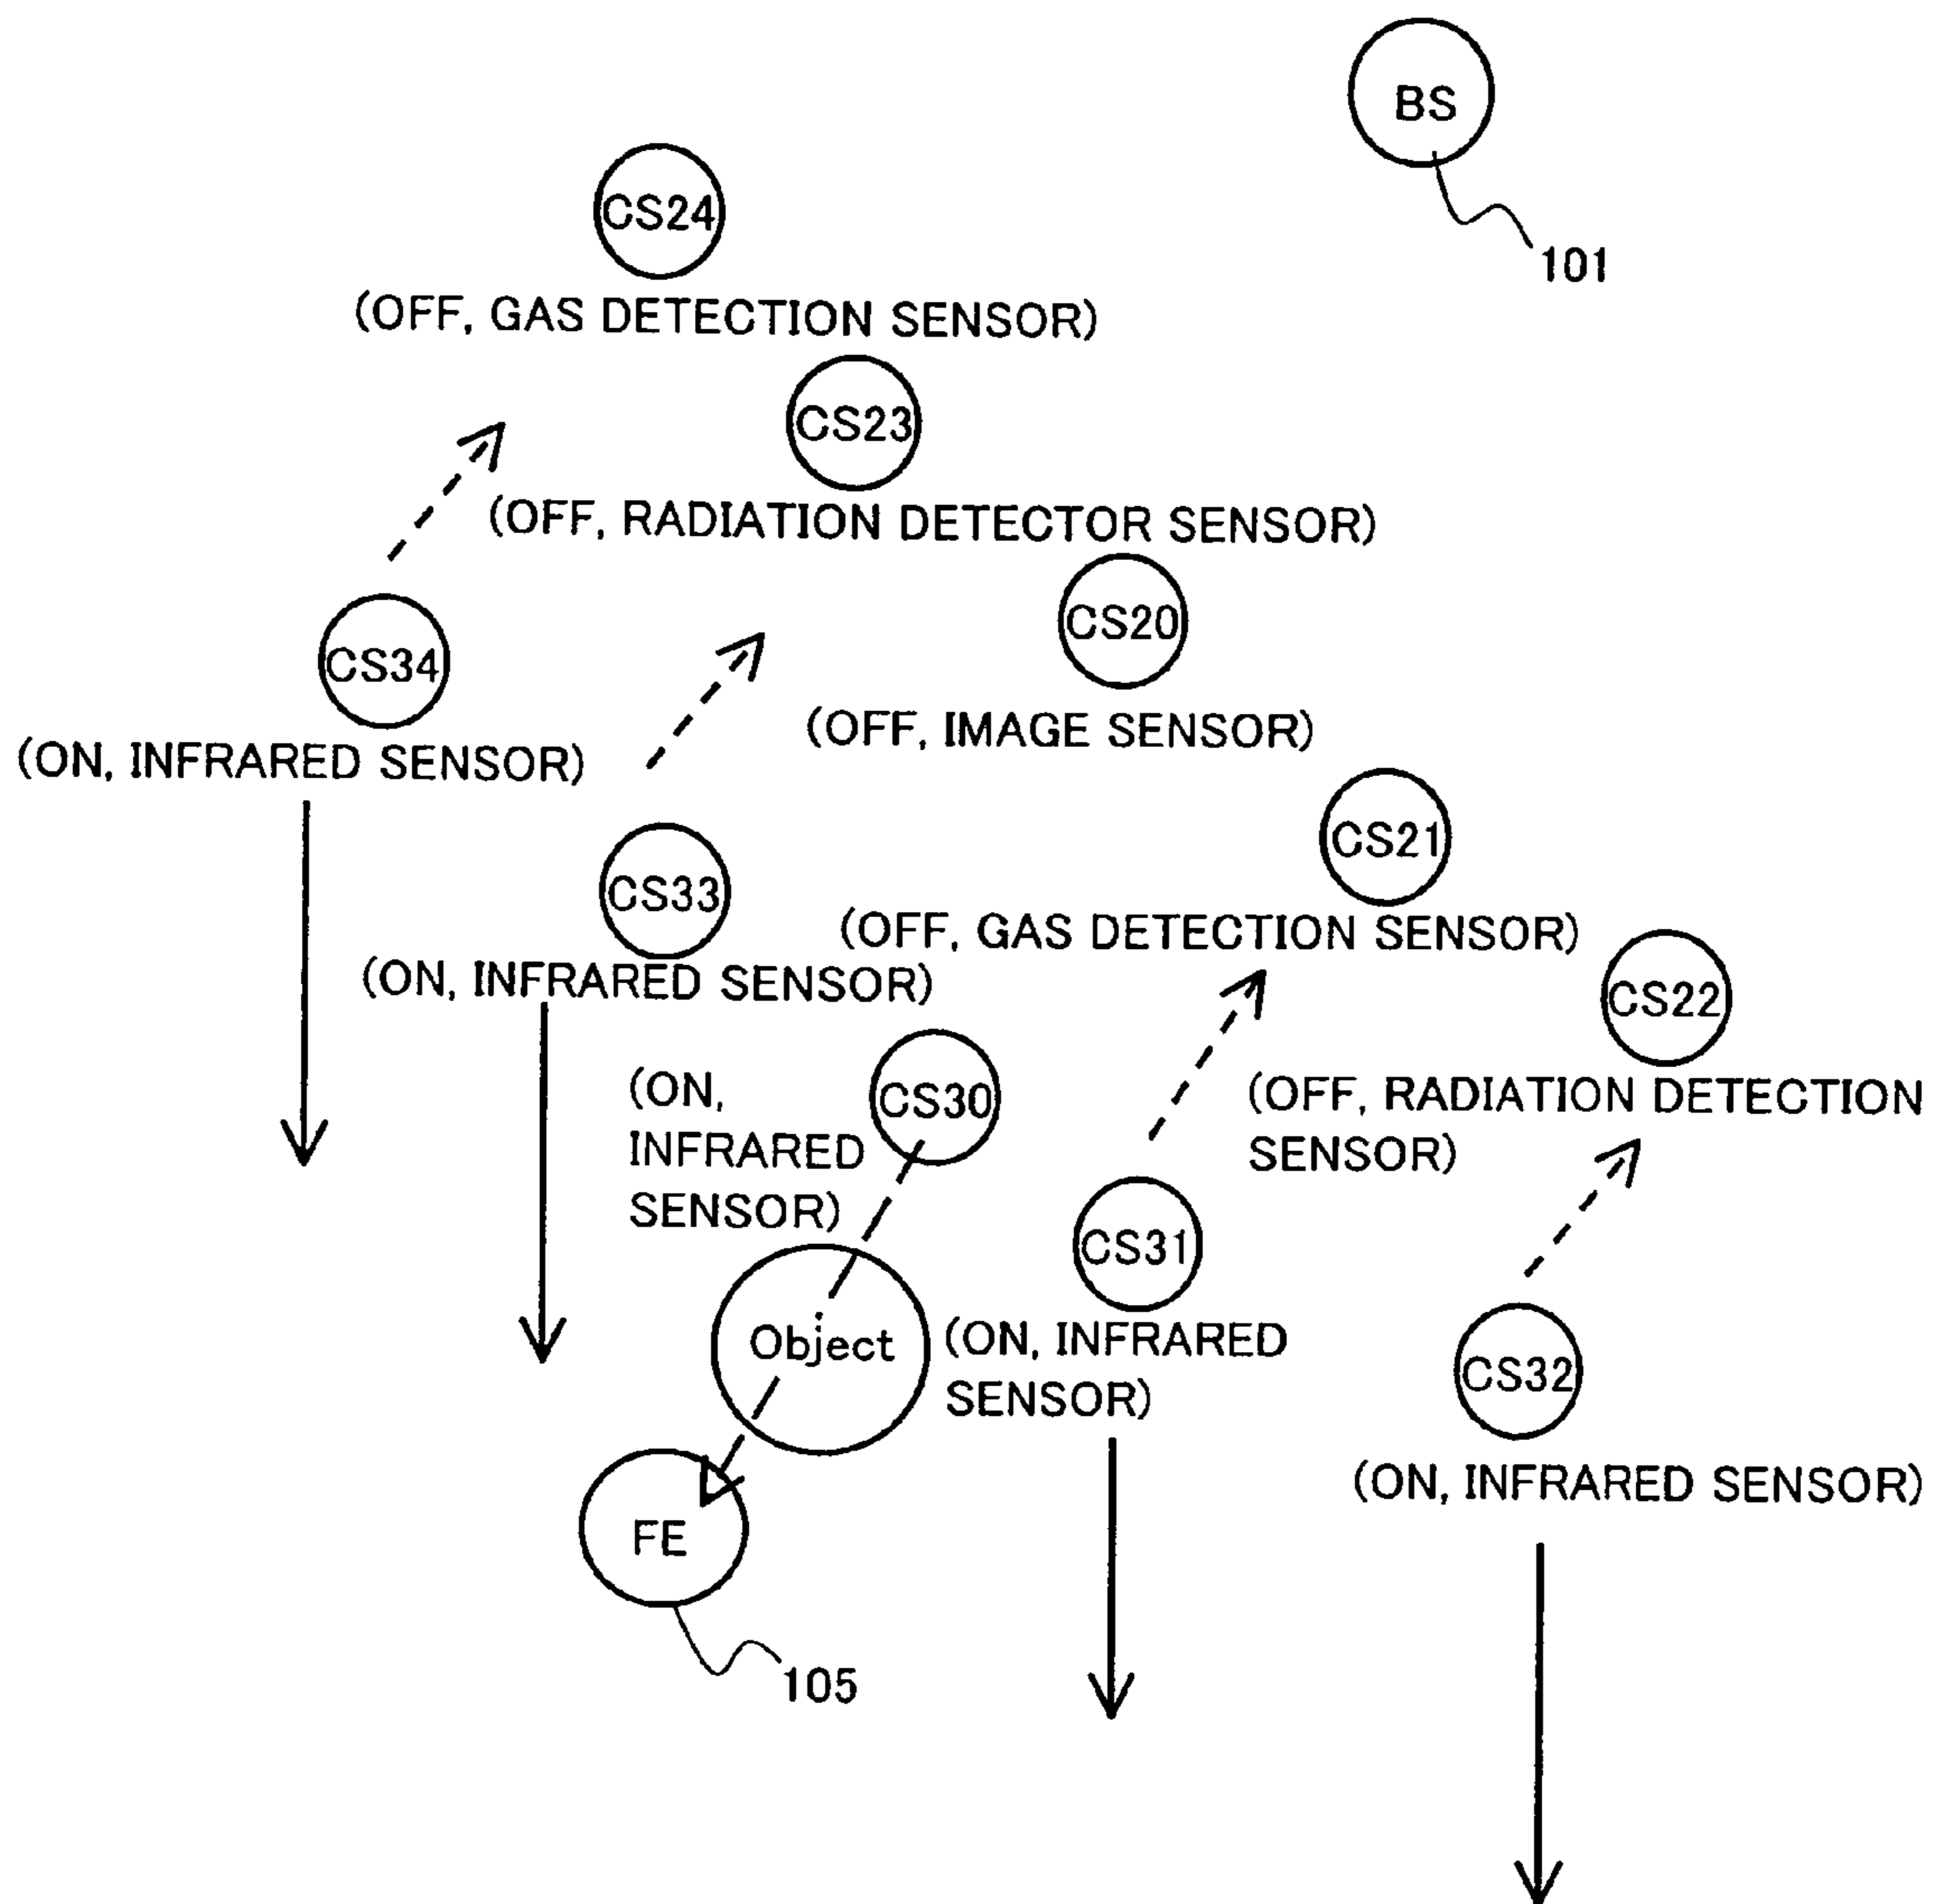 BS
101
CS24
(OFF, GAS DETECTION SENSOR)
CS23
(OFF, RADIATION DETECTOR SENSOR)
CS20
(OFF, IMAGE SENSOR)
CS34
(ON, INFRARED SENSOR)
CS21
(OFF, GAS DETECTION SENSOR)
CS33
(ON, INFRARED SENSOR)
CS22
(OFF, RADIATION DETECTION
SENSOR)
CS30
(ON,
INFRARED
SENSOR)
CS31
(ON, INFRARED
SENSOR)
Object
CS32
(ON, INFRARED SENSOR)
FE
105